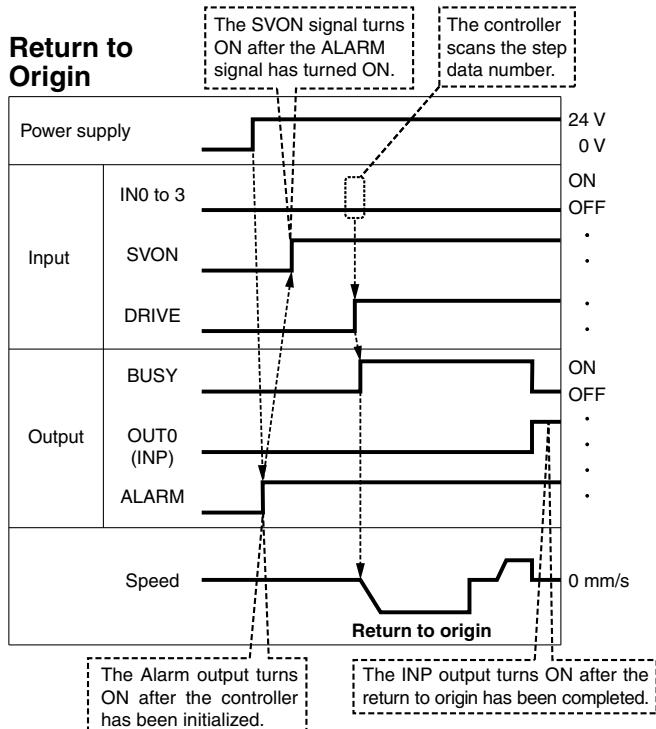 Return to
Origin
The SVON signal turns
ON after the ALARM
signal has turned ON.
The controller
scans the step
data number.
Power supply
24 V
0 V
Input
IN0 to 3
ON
OFF
SVON
DRIVE
Output
BUSY
ON
OFF
OUT0
(INP)
ALARM
Speed
0 mm/s
Return to origin
The Alarm output turns
ON after the controller
has been initialized.
The INP output turns ON after the
return to origin has been completed.